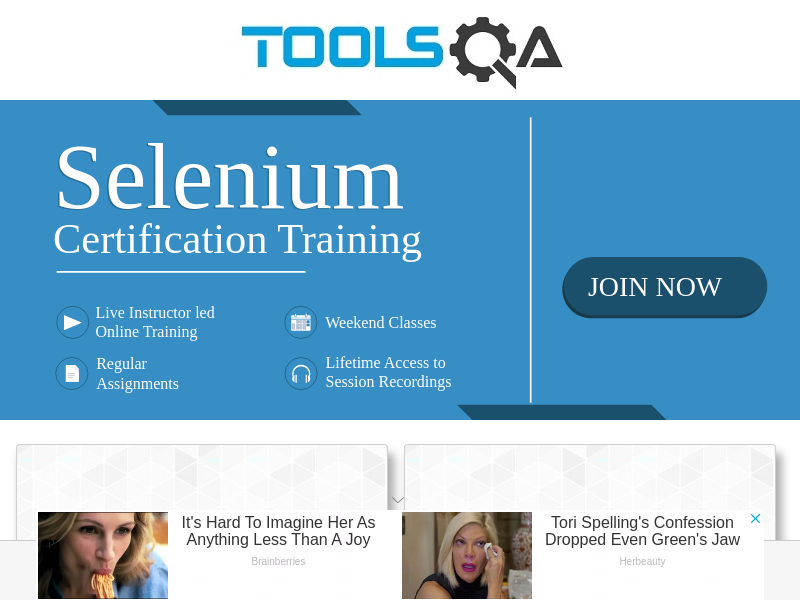 TOOLSQA
Selenium
Certification Training
Live Instructor led
Online Training
Weekend Classes
Regular
Assignments
Lifetime Access to
Session Recordings
JOIN NOW
It's Hard To Imagine Her As
Anything Less Than A Joy
Brainberries
Tori Spelling's Confession
Dropped Even Green's Jaw
Herbeauty